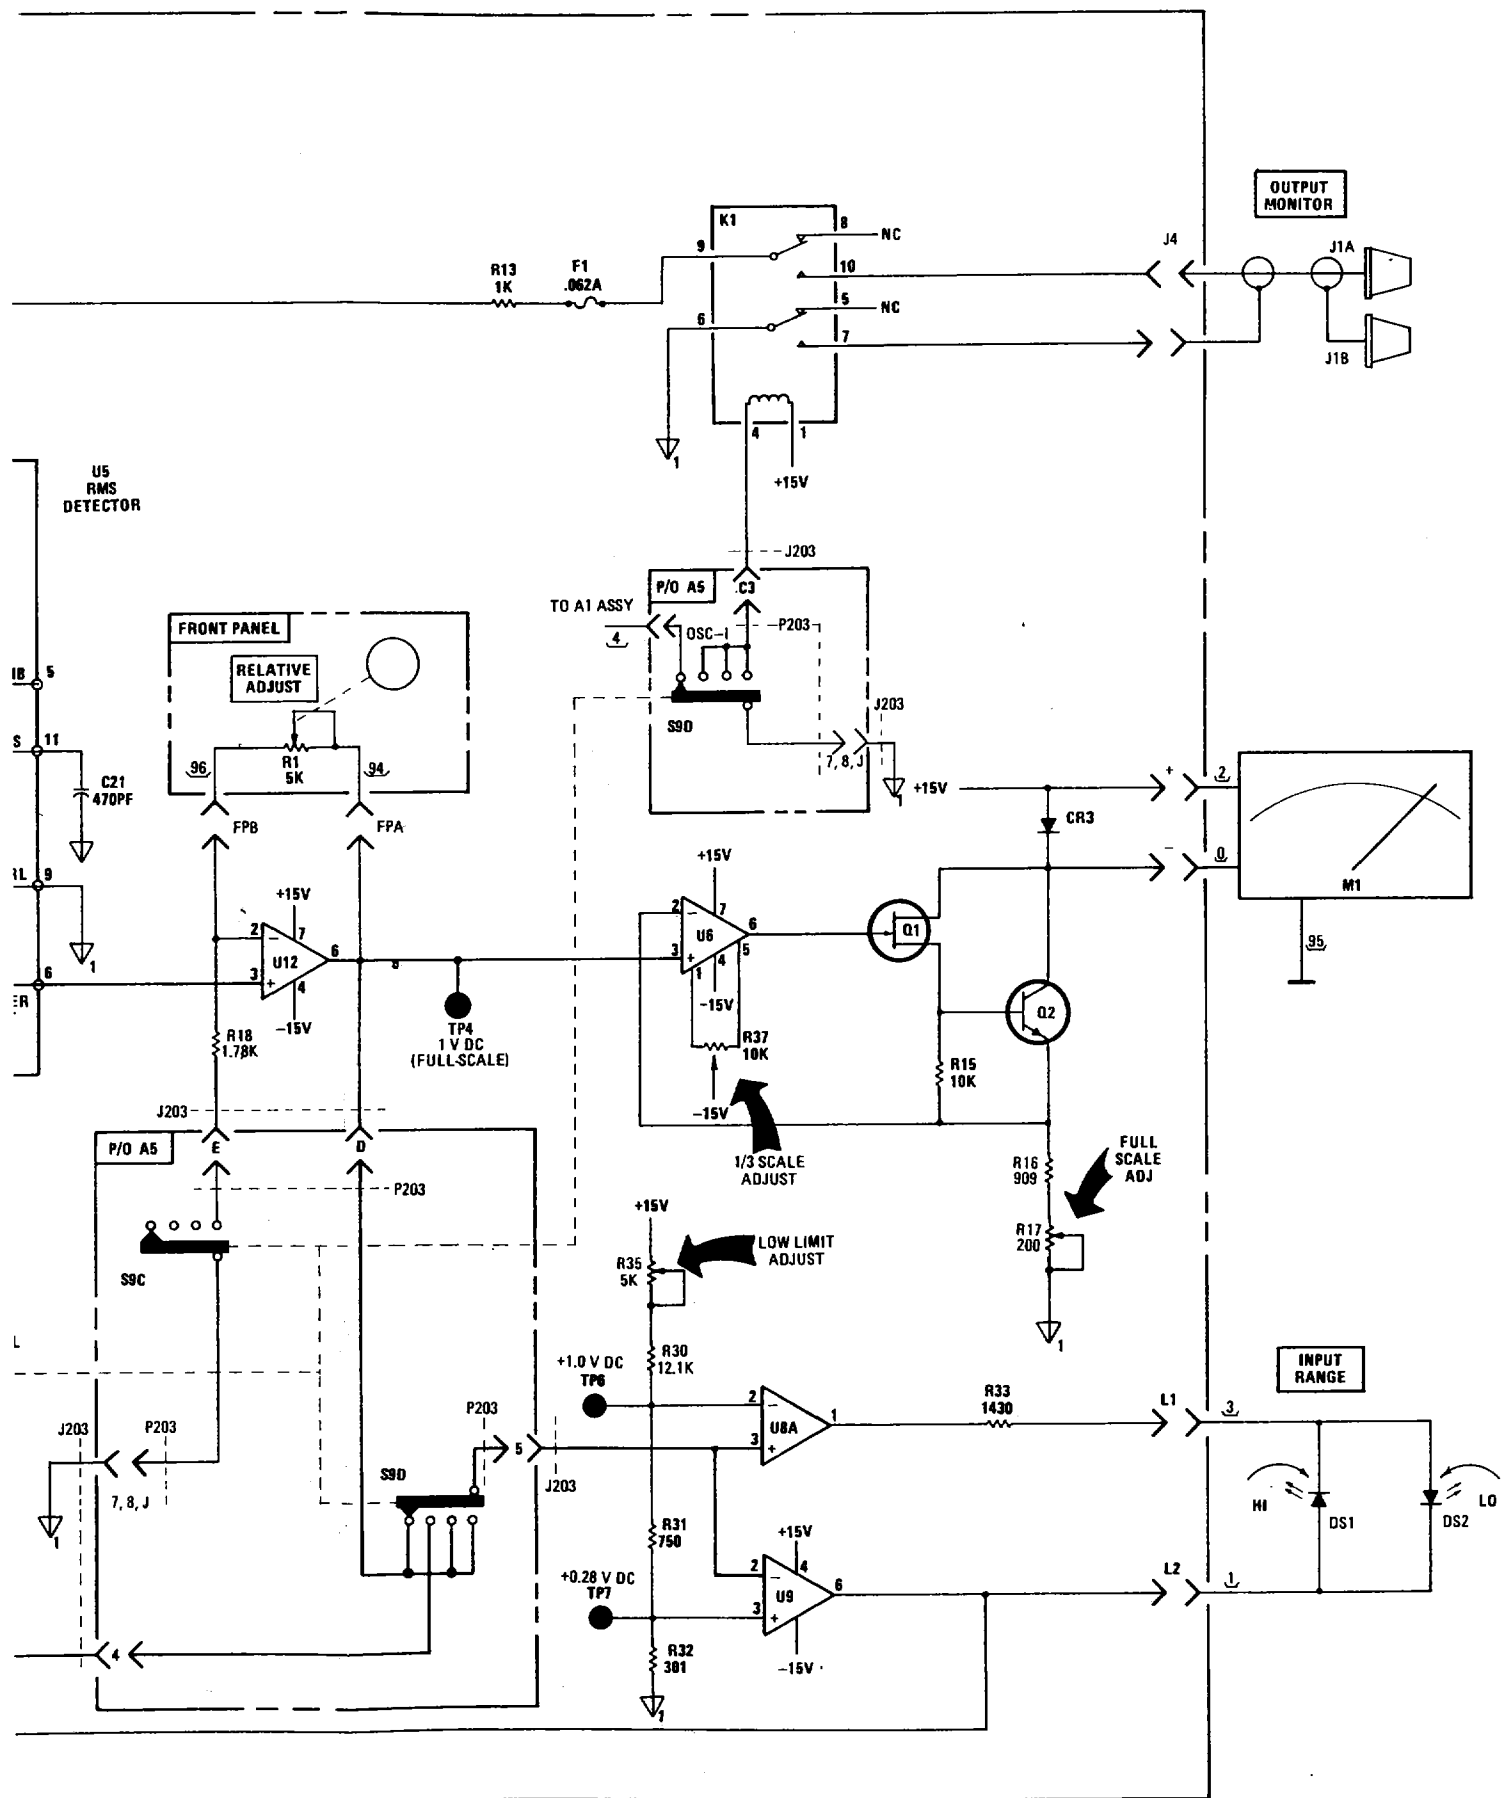 OUTPUT
MONITOR
K1
8
NC
9
10
J4
J1A
R13
1K
F1
.062A
5
NC
6
7
J1B
4
1
1
+15V
U5
RMS
DETECTOR
J203
P/O A5
C3
TO A1 ASSY
4
OSC-I
P203
FRONT PANEL
RELATIVE
ADJUST
IB
5
S9D
J203
7, 8, J
1
S
11
R1
5K
96
94
C21
470PF
+15V
+
2
CR3
FPB
FPA
-
0
M1
RL
9
1
+15V
2
-
7
U12
6
3
+
4
-15V
8
TP4
1 V DC
(FULL-SCALE)
+15V
2
-
7
U6
6
3
+
1
4
5
-15V
R37
10K
-15V
1/3 SCALE
ADJUST
Q1
Q2
95
6
ER
R18
1.78K
R15
10K
J203
P/O A5
E
D
P203
R16
909
FULL
SCALE
ADJ
R17
200
1
S9C
+15V
R35
5K
LOW LIMIT
ADJUST
L
R30
12.1K
+1.0 V DC
TP6
2
-
U8A
1
3
+
R33
1430
L1
3
INPUT
RANGE
J203
P203
7, 8, J
1
S9D
P203
5
J203
HI
DS1
DS2
LO
R31
750
+0.28 V DC
TP7
+15V
2
-
4
U9
6
3
+
-15V
L2
1
4
R32
301
1